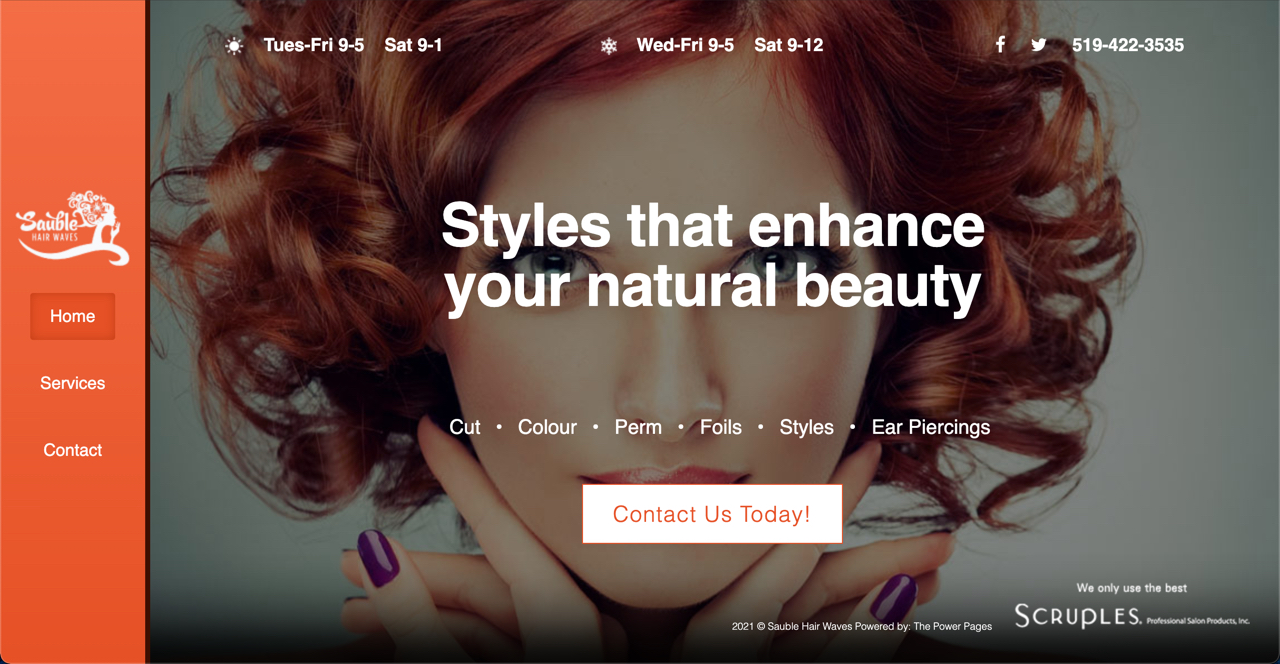 Tues-Fri 9-5 Sat 9-1
Wed-Fri 9-5 Sat 9-12
519-422-3535
Sauble
HAIR WAVES
Home
Services
Contact
Styles that enhance
your natural beauty
Cut • Colour • Perm • Foils • Styles • Ear Piercings
Contact Us Today!
We only use the best
SCRUPLES. Professional Salon Products, Inc.
2021 © Sauble Hair Waves Powered by: The Power Pages